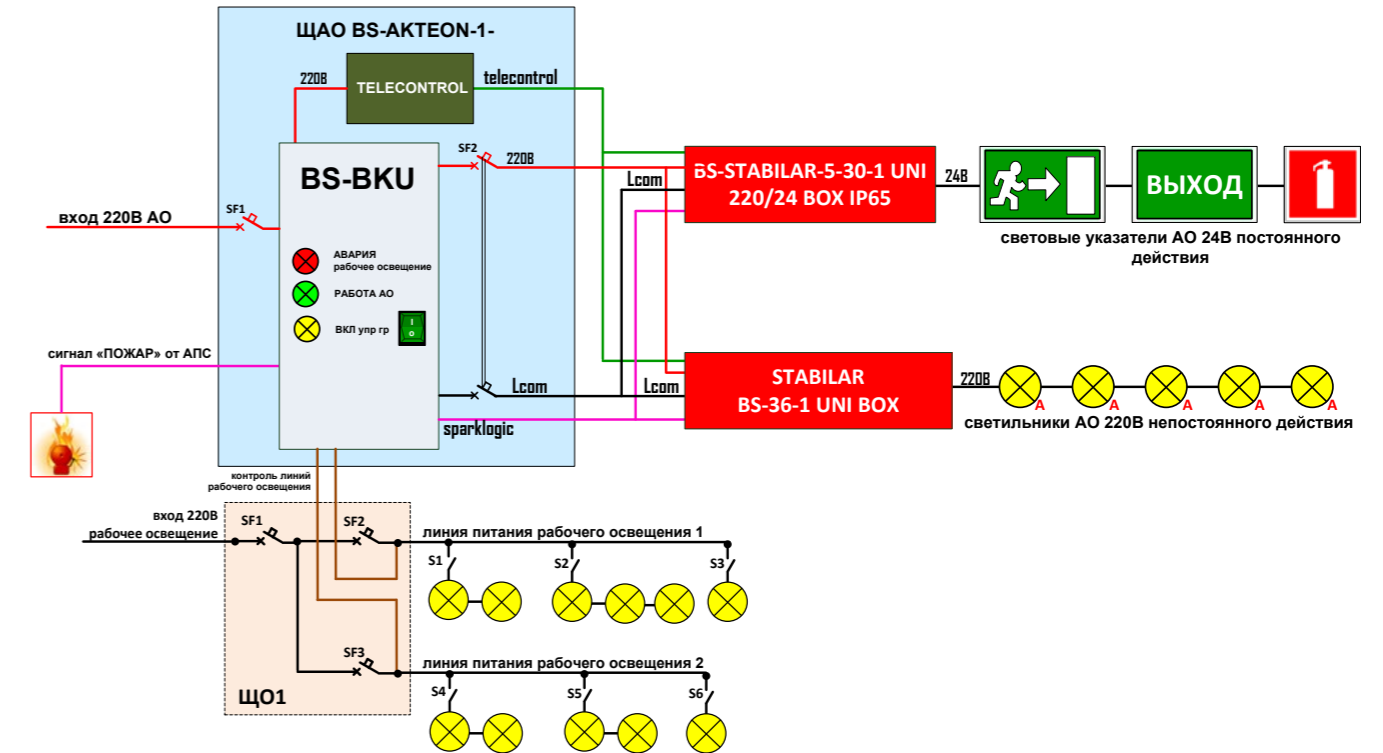 ЩАО BS-AKTEON-1-
220В
TELECONTROL
telecontrol
SF2
220В
BS-BKU
Lcom
BS-STABILAR-5-30-1 UNI
220/24 BOX IP65
24В
ВЫХОД
вход 220В АО
SF1
световые указатели АО 24В постоянного
действия
АВАРИЯ
рабочее освещение
РАБОТА АО
ВКЛ упр гр
I
O
сигнал «ПОЖАР» от АПС
Lcom
Lcom
STABILAR
BS-36-1 UNI BOX
220В
А
А
А
А
А
светильники АО 220В непостоянного действия
sparklogic
контроль линий
рабочего освещения
вход 220В
рабочее освещение
SF1
SF2
линия питания рабочего освещения 1
S1
S2
S3
SF3
линия питания рабочего освещения 2
S4
S5
S6
ЩО1